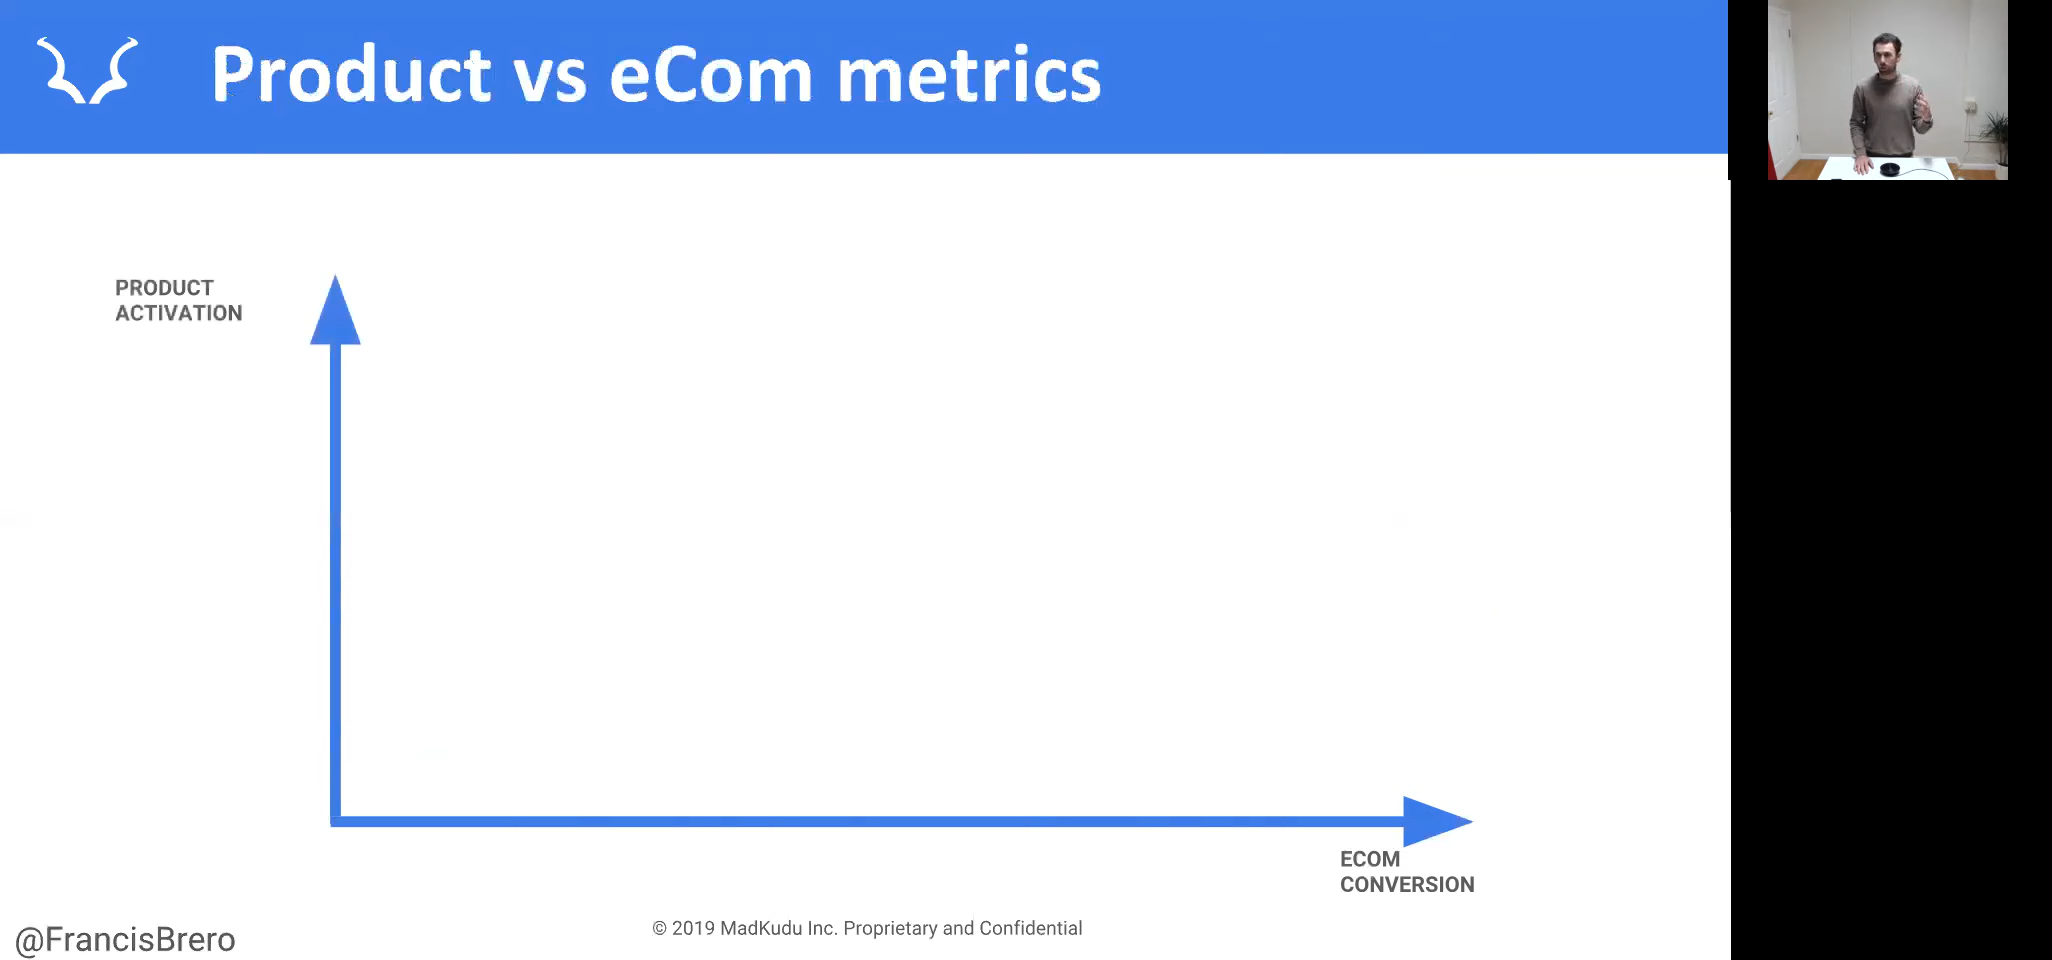 Product vs eCom metrics
PRODUCT
ACTIVATION
ECOM
CONVERSION
© 2019 MadKudu Inc. Proprietary and Confidential
@FrancisBrero